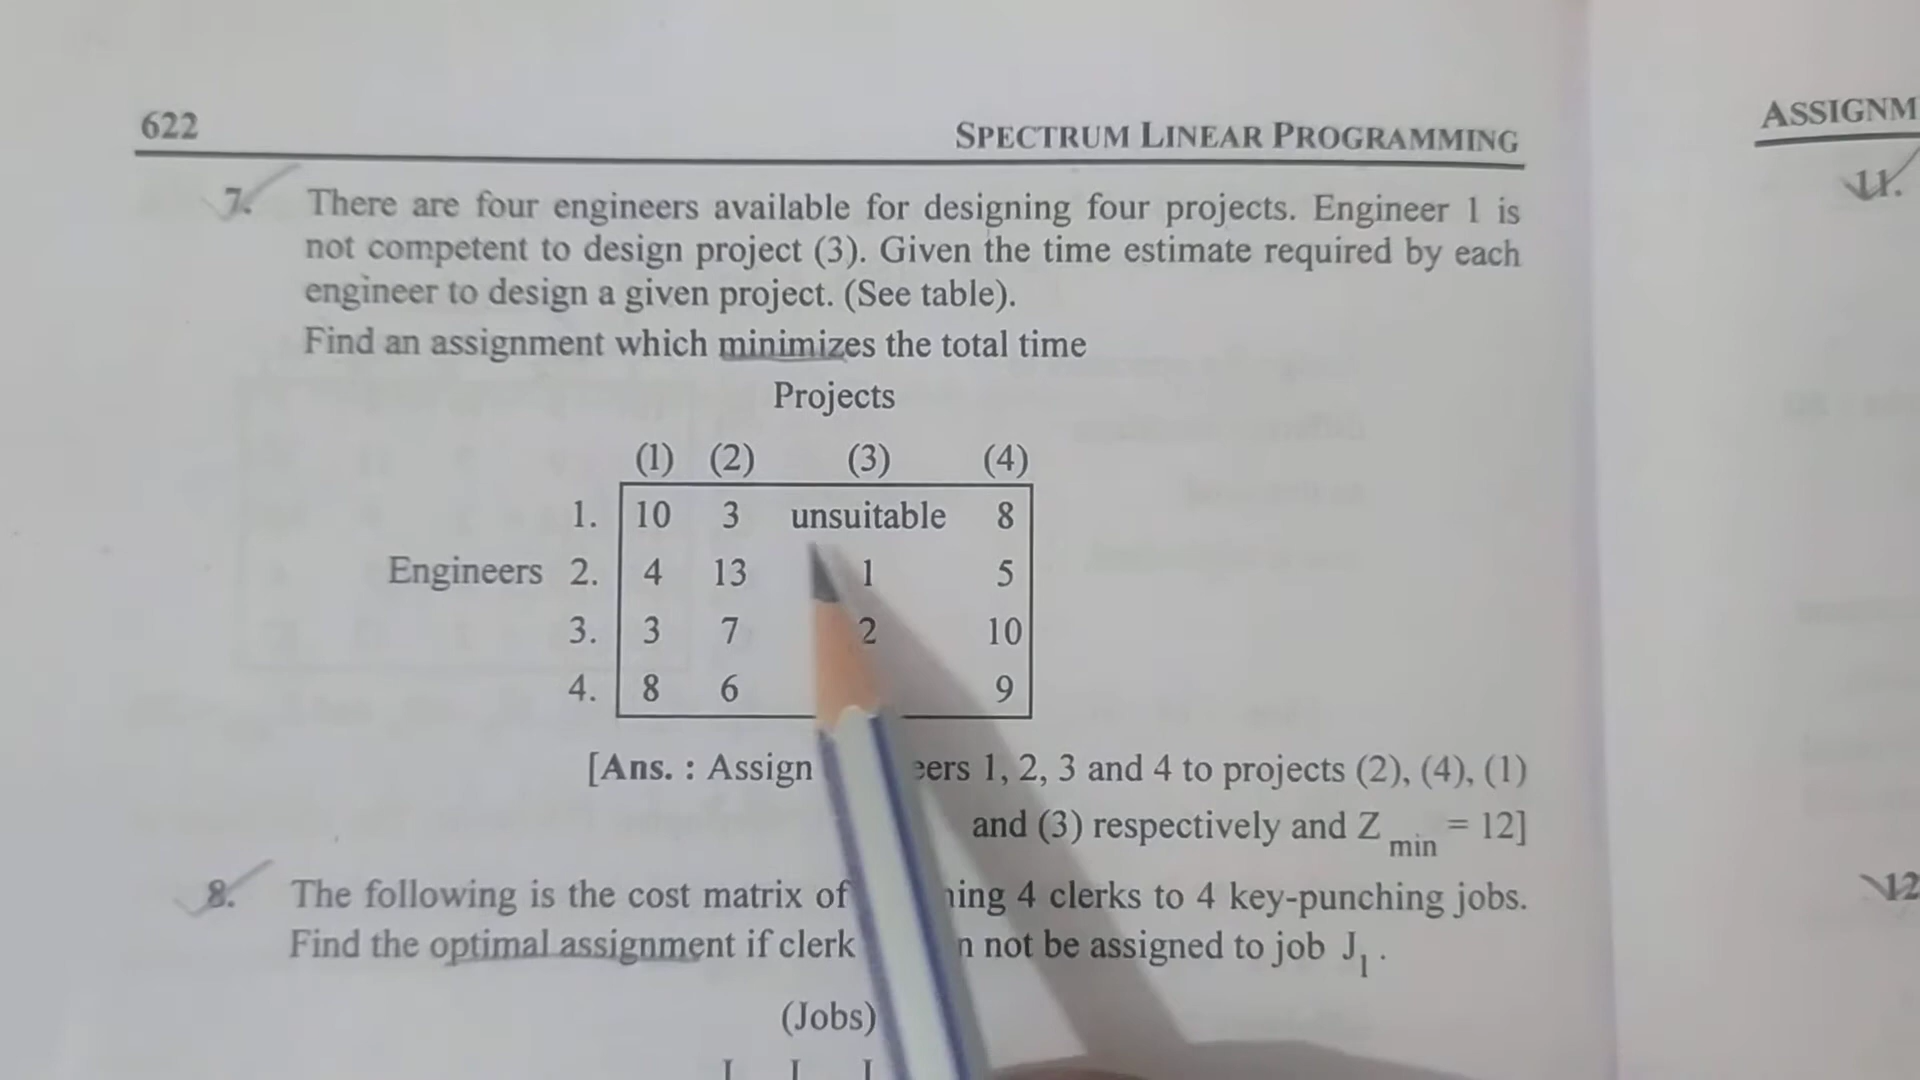 622 SPECTRUM LINEAR PROGRAMMING
7. There are four engineers available for designing four projects. Engineer 1 is
not competent to design project (3). Given the time estimate required by each
engineer to design a given project. (See table).
Find an assignment which minimizes the total time
Projects
(1) (2) (3) (4)
1. 10 3 unsuitable 8
Engineers 2. 4 13 1 5
3. 3 7 2 10
4. 8 6 9
[Ans. : Assign 1, 2, 3 and 4 to projects (2), (4), (1)
and (3) respectively and Z min = 12]
8. The following is the cost matrix of 4 clerks to 4 key-punching jobs.
Find the optimal assignment if clerk not be assigned to job J1 .
(Jobs)
ASSIGNM
11.
12